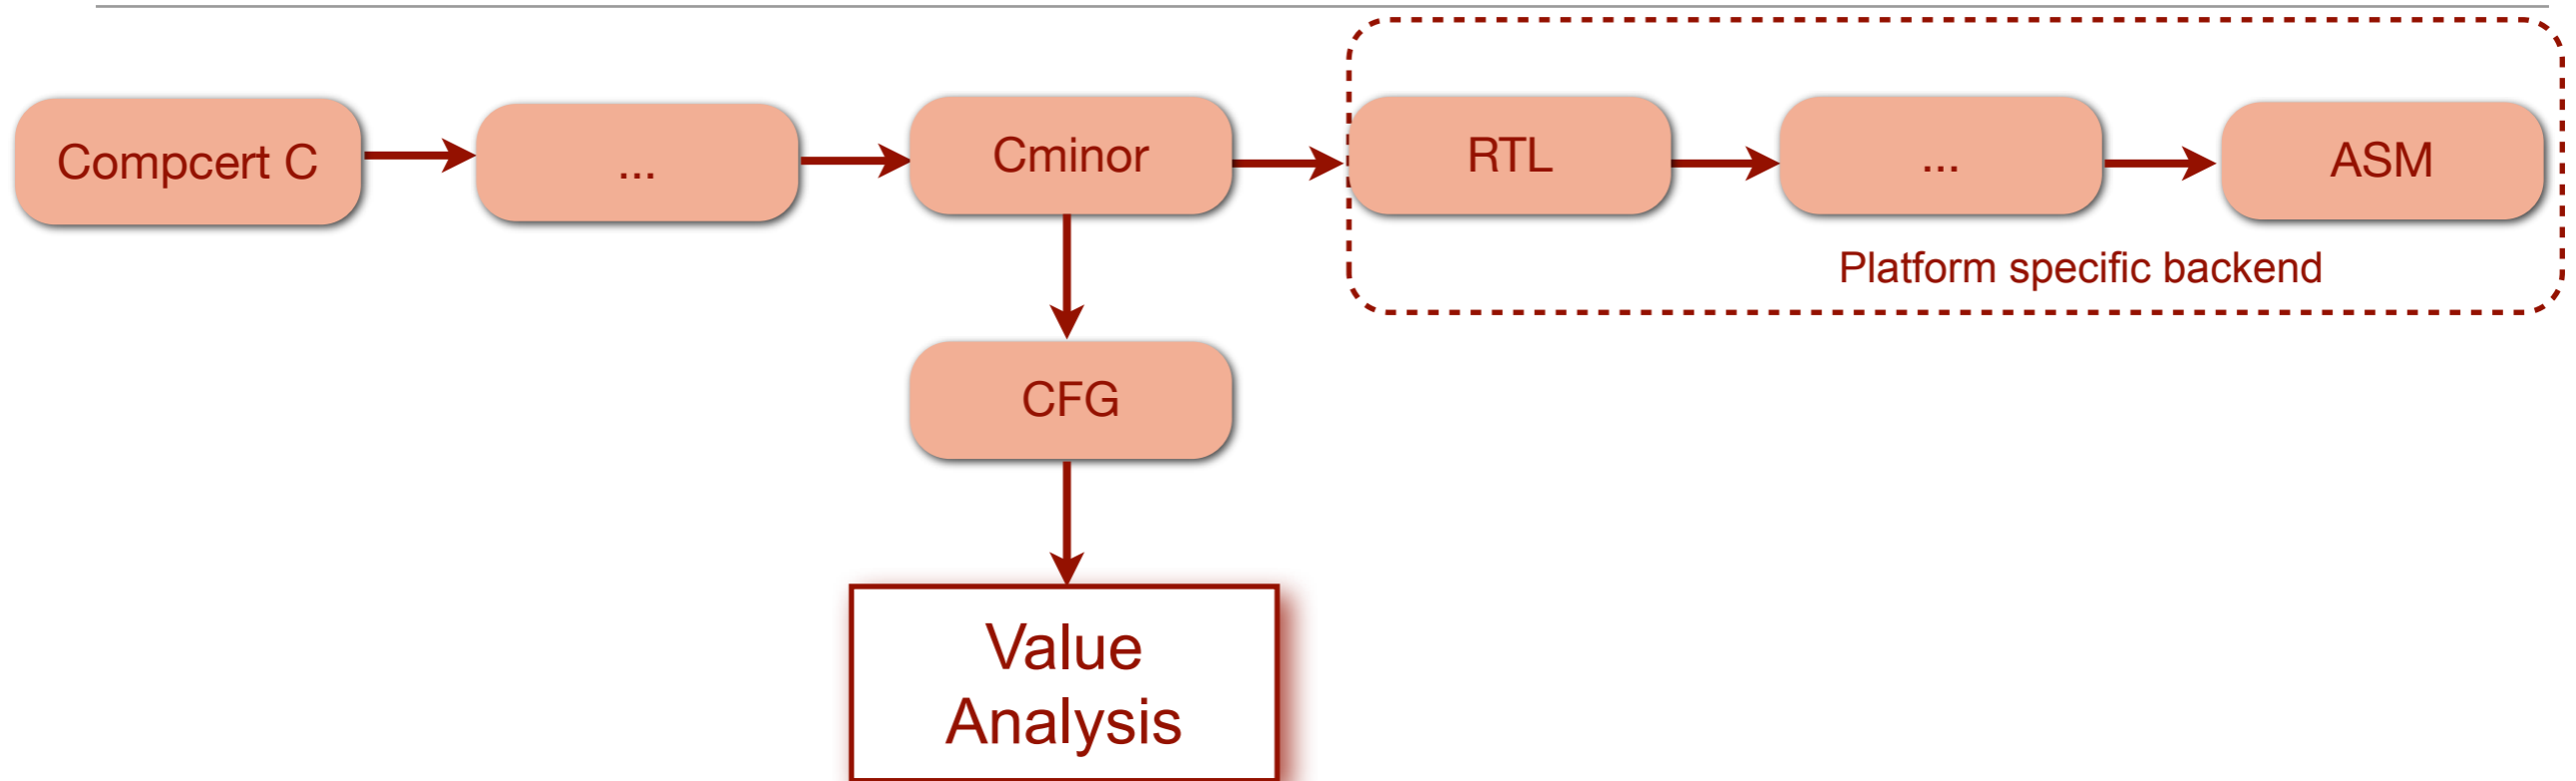 Compcert C
...
Cminor
RTL
...
ASM
Platform specific backend
CFG
Value
Analysis